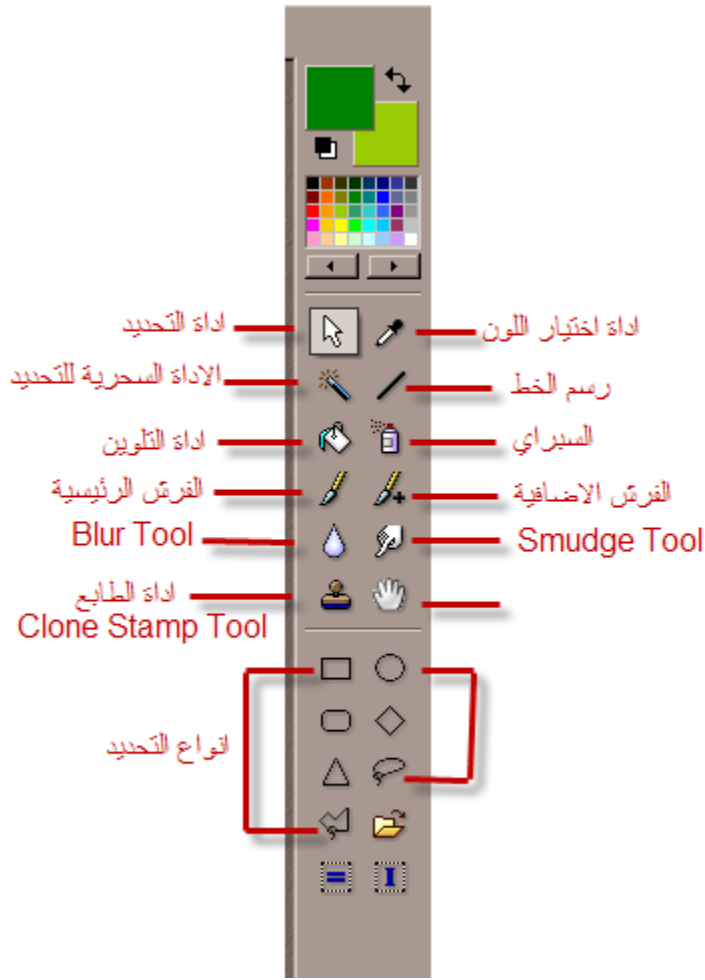 اداة التحديد
اداة اختيار اللون
الاداة السحرية للتحديد
رسم الخط
اداة التلوين
السبراي
الفرش الرئيسية
الفرش الاضافية
Blur Tool
Smudge Tool
اداة الطابع
Clone Stamp Tool
انواع التحديد